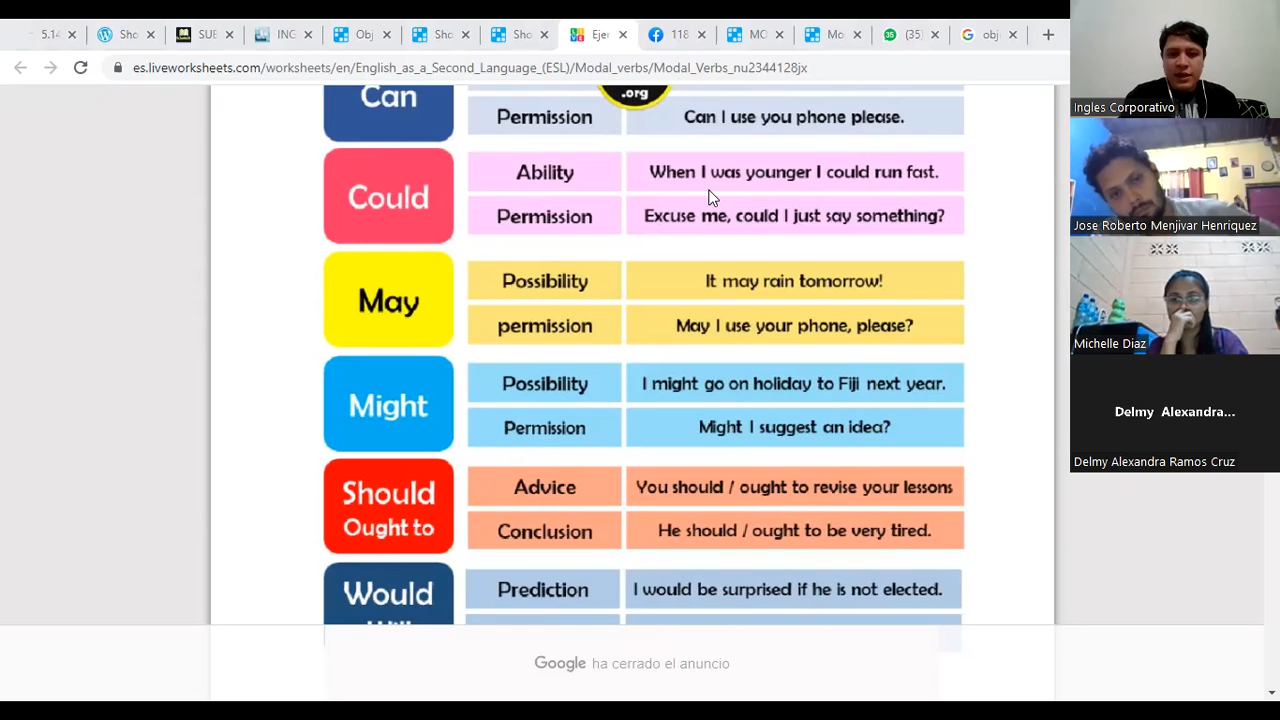 5.14
Sho
SUE
ING
Obj
Sho
Sho
Ejer
118
MO
Mo
(35
obj
es.liveworksheets.com/worksheets/en/English_as_a_Second_Language_(ESL)/Modal_verbs/Modal_Verbs_nu2344128jx
.org
Can
Permission
Can I use you phone please.
Could
Ability
When I was younger I could run fast.
Permission
Excuse me, could I just say something?
May
Possibility
It may rain tomorrow!
permission
May I use your phone, please?
Might
Possibility
I might go on holiday to Fiji next year.
Permission
Might I suggest an idea?
Should
Ought to
Advice
You should / ought to revise your lessons
Conclusion
He should / ought to be very tired.
Would
Prediction
I would be surprised if he is not elected.
Google ha cerrado el anuncio
Ingles Corporativo
Jose Roberto Menjivar Henriquez
Michelle Diaz
Delmy Alexandra...
Delmy Alexandra Ramos Cruz